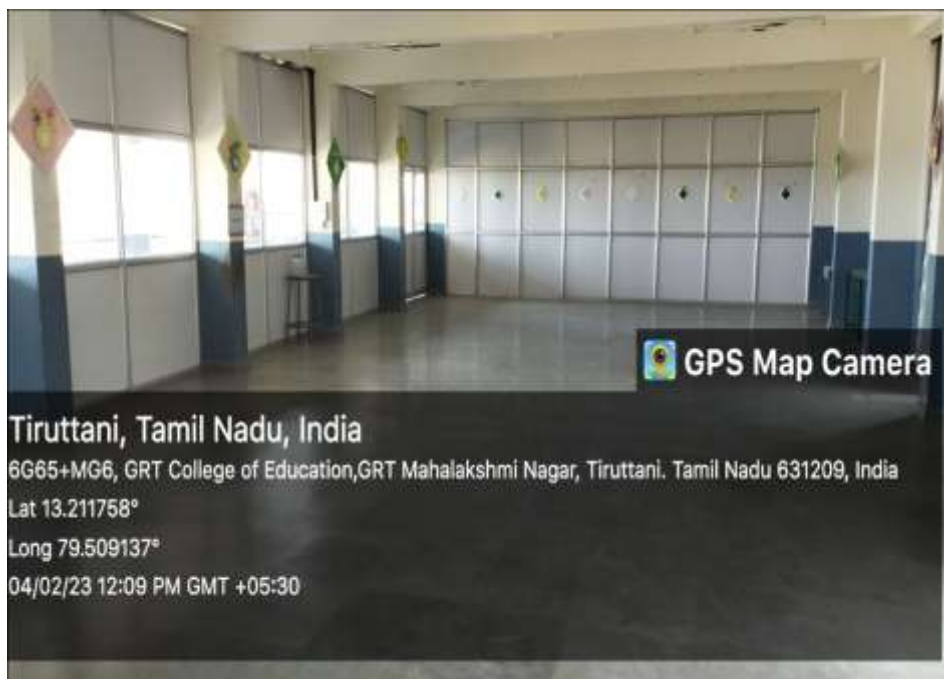 GPS Map Camera
Tiruttani, Tamil Nadu, India
6G65+MG6, GRT College of Education,GRT Mahalakshmi Nagar, Tiruttani. Tamil Nadu 631209, India
Lat 13.211758°
Long 79.509137°
04/02/23 12:09 PM GMT +05:30